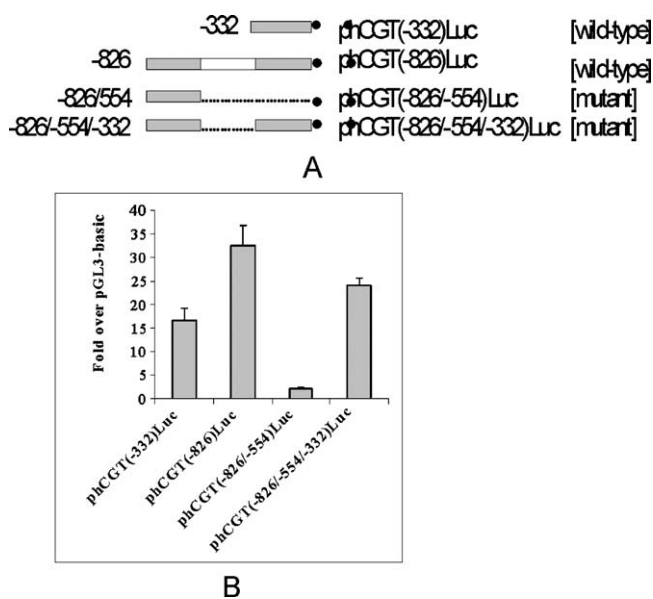 -332 phCGT(-332)Luc [wild-type]
-826 phCGT(-826)Luc [wild-type]
-826/554 phCGT(-826/-554)Luc [mutant]
-826/-554/-332 phCGT(-826/-554/-332)Luc [mutant]
A
Fold over pGL3-basic
40
35
30
25
20
15
10
5
0
phCGT(-332)Luc
phCGT(-826)Luc
phCGT(-826/-554)Luc
phCGT(-826/-554/-332)Luc
B